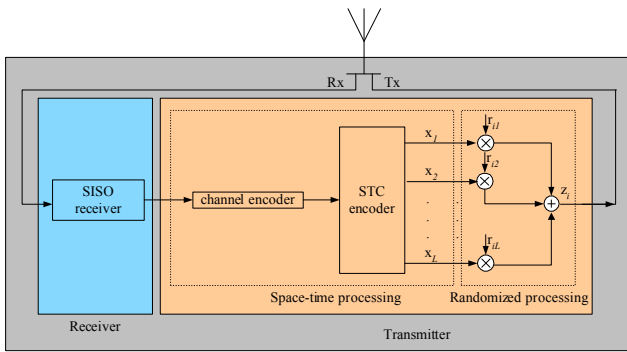 Rx Tx
SISO
receiver
channel encoder
STC
encoder
x1
x2
xL
ri1
ri2
riL
zi
Space-time processing
Randomized processing
Receiver
Transmitter